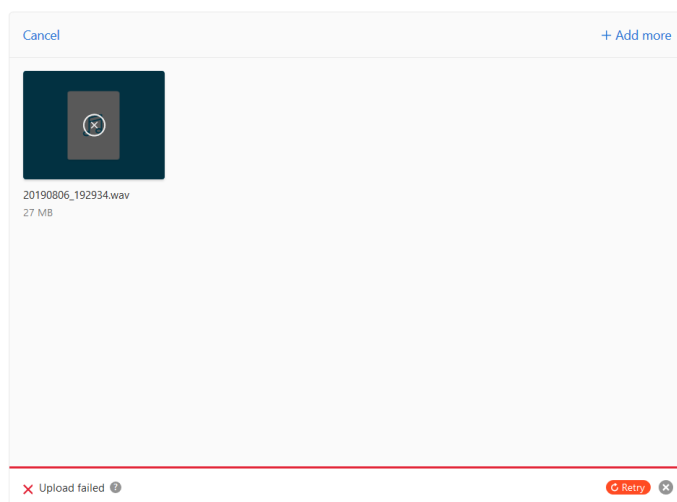 Cancel
+ Add more
20190806_192934.wav
27 MB
Upload failed ?
Retry